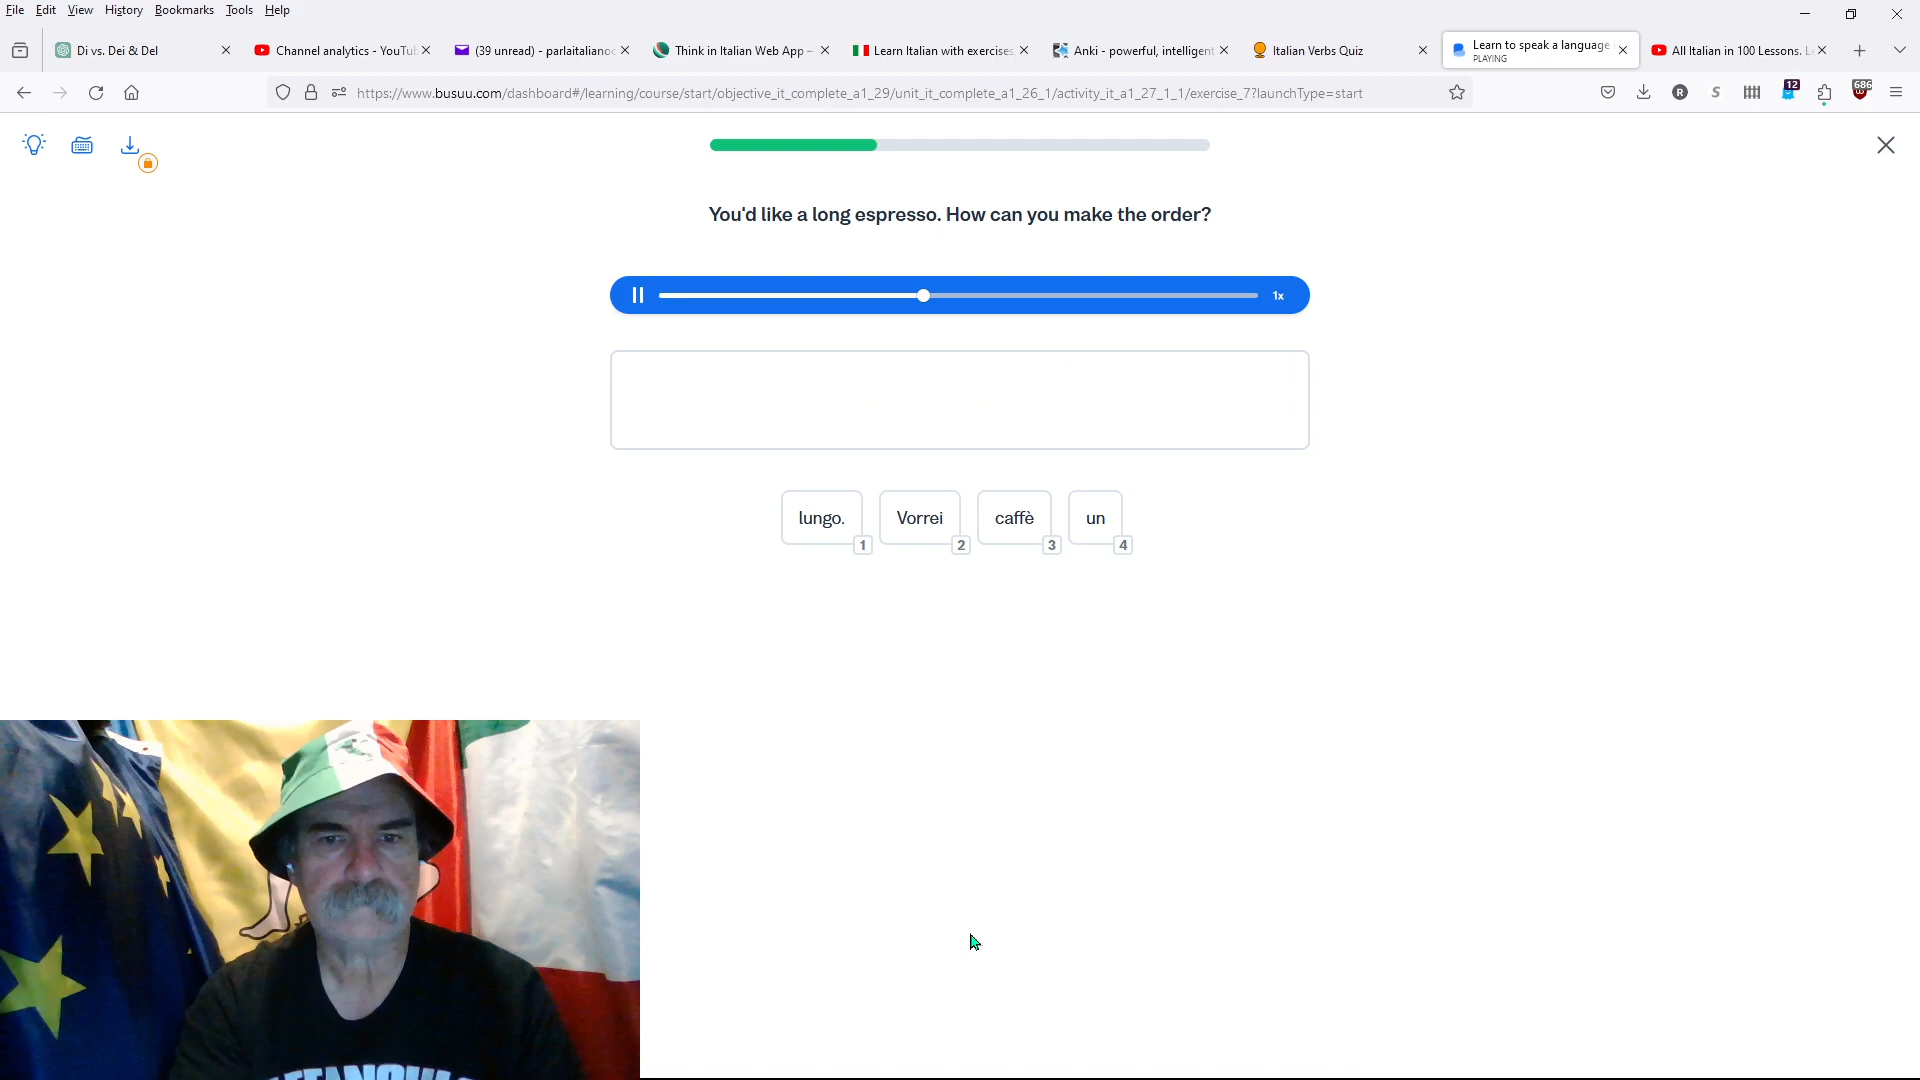 File Edit View History Bookmarks Tools Help
Di vs. Dei & Del
Channel analytics - YouTu
(39 unread) - parlaitaliano
Think in Italian Web App –
Learn Italian with exercises,
Anki - powerful, intelligent
Italian Verbs Quiz
Learn to speak a language
PLAYING
All Italian in 100 Lessons.
https://www.busuu.com/dashboard#/learning/course/start/objective_it_complete_a1_29/unit_it_complete_a1_26_1/activity_it_a1_27_1_1/exercise_7?launchType=start
R
S
12
686
You'd like a long espresso. How can you make the order?
1x
lungo. Vorrei caffè un
1 2 3 4